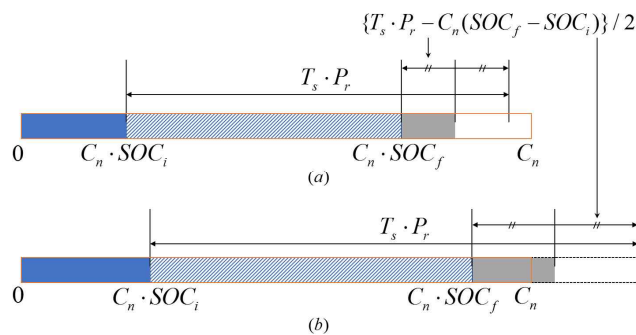 {T_s · P_r − C_n(SOC_f − SOC_i)} / 2
T_s · P_r
0 C_n · SOC_i C_n · SOC_f C_n
(a)
T_s · P_r
0 C_n · SOC_i C_n · SOC_f C_n
(b)